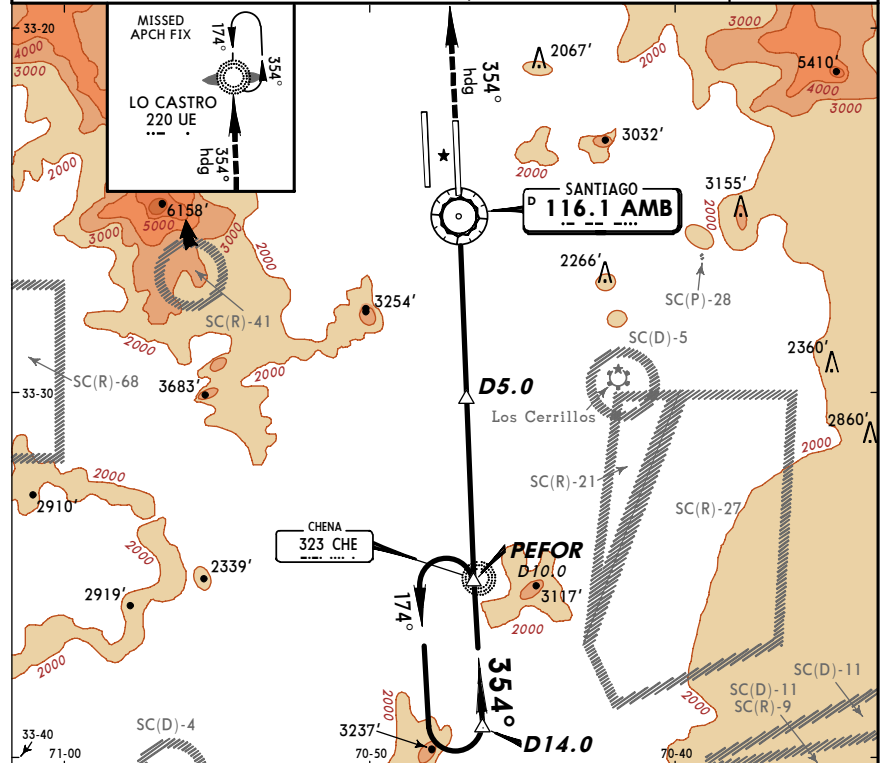 33-20
4000
3000
2000
MISSED
APCH FIX
174°
354°
LO CASTRO
220 UE
354°
hdg
354°
hdg
2067'
2000
3000
5410'
4000
3000
3032'
SANTIAGO
D 116.1 AMB
3155'
2000
6158'
5000
3000
3000
2000
2000
2266'
SC(P)-28
SC(R)-41
3254'
SC(D)-5
2000
2000
SC(R)-68
3683'
2360'
33-30
D5.0
Los Cerrillos
2860'
2000
SC(R)-21
SC(R)-27
2000
2910'
2000
CHENA
323 CHE
PEFOR
D10.0
2339'
3117'
174°
2919'
2000
2000
354°
2000
SC(D)-11
SC(D)-11
SC(R)-9
SC(D)-4
3237'
2000
D14.0
33-40
71-00
70-50
70-40